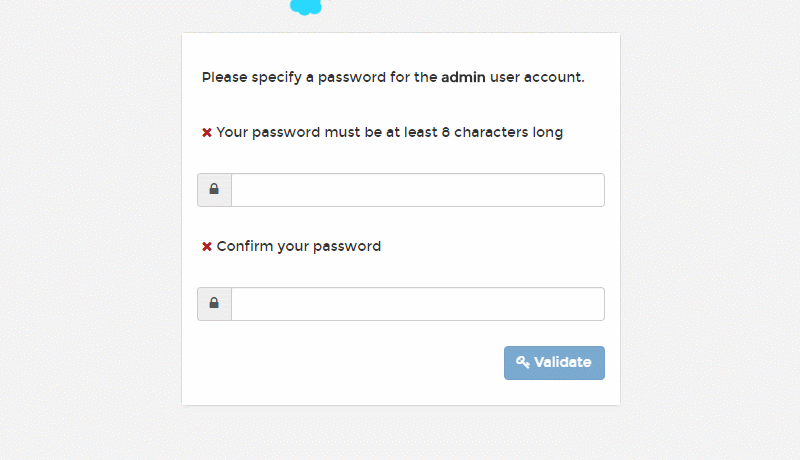 Please specify a password for the admin user account.
Your password must be at least 8 characters long
Confirm your password
Validate